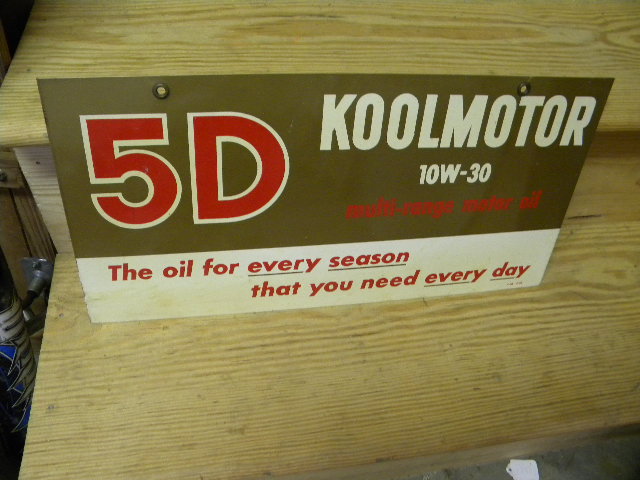 5D
KOOLMOTOR
10W-30
multi-range motor oil
The oil for every season
that you need every day